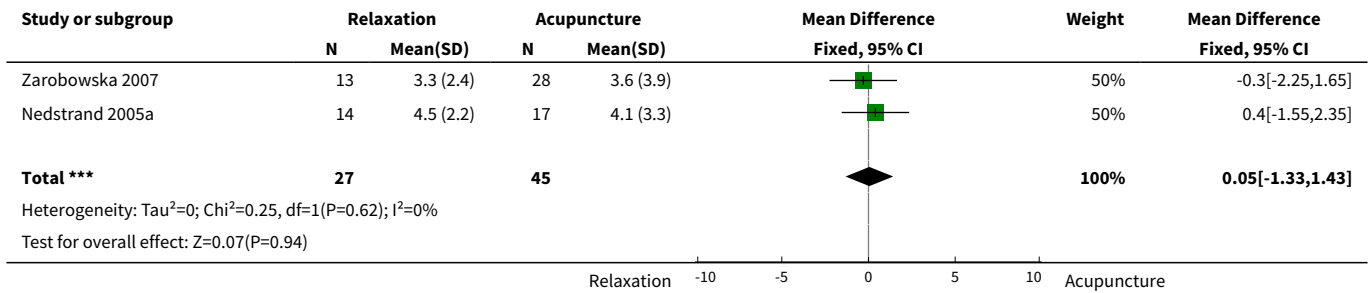 Study or subgroup Relaxation Acupuncture Mean Difference Weight Mean Difference
N Mean(SD) N Mean(SD) Fixed, 95% CI Fixed, 95% CI
Zarobowska 2007 13 3.3 (2.4) 28 3.6 (3.9) 50% -0.3[-2.25,1.65]
Nedstrand 2005a 14 4.5 (2.2) 17 4.1 (3.3) 50% 0.4[-1.55,2.35]
Total *** 27 45 100% 0.05[-1.33,1.43]
Heterogeneity: Tau²=0; Chi²=0.25, df=1(P=0.62); I²=0%
Test for overall effect: Z=0.07(P=0.94)
Relaxation -10 -5 0 5 10 Acupuncture